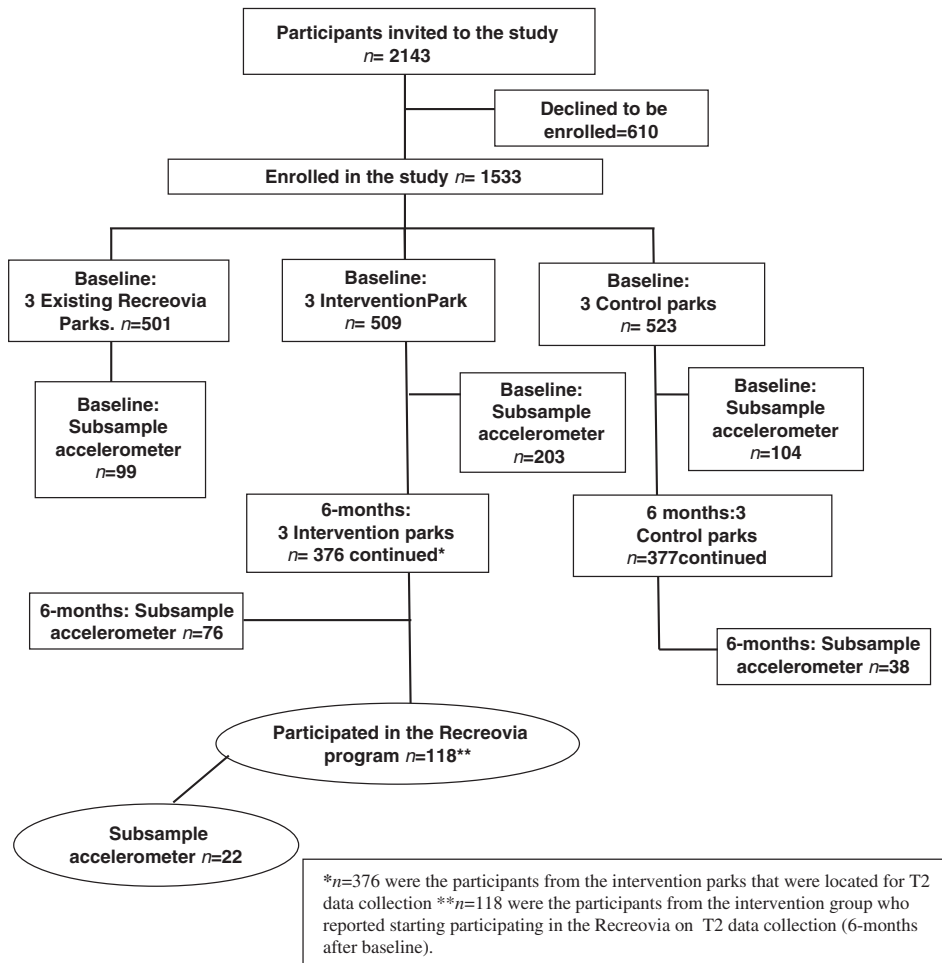 Participants invited to the study
n= 2143
Declined to be
enrolled=610
Enrolled in the study n= 1533
Baseline:
3 Existing Recreovia
Parks. n=501
Baseline:
3 InterventionPark
n= 509
Baseline:
3 Control parks
n= 523
Baseline:
Subsample
accelerometer
n=99
Baseline:
Subsample
accelerometer
n=203
Baseline:
Subsample
accelerometer
n=104
6-months:
3 Intervention parks
n= 376 continued*
6 months:3
Control parks
n=377continued
6-months: Subsample
accelerometer n=76
6-months: Subsample
accelerometer n=38
Participated in the Recreovia
program n=118**
Subsample
accelerometer n=22
*n=376 were the participants from the intervention parks that were located for T2
data collection **n=118 were the participants from the intervention group who
reported starting participating in the Recreovia on T2 data collection (6-months
after baseline).